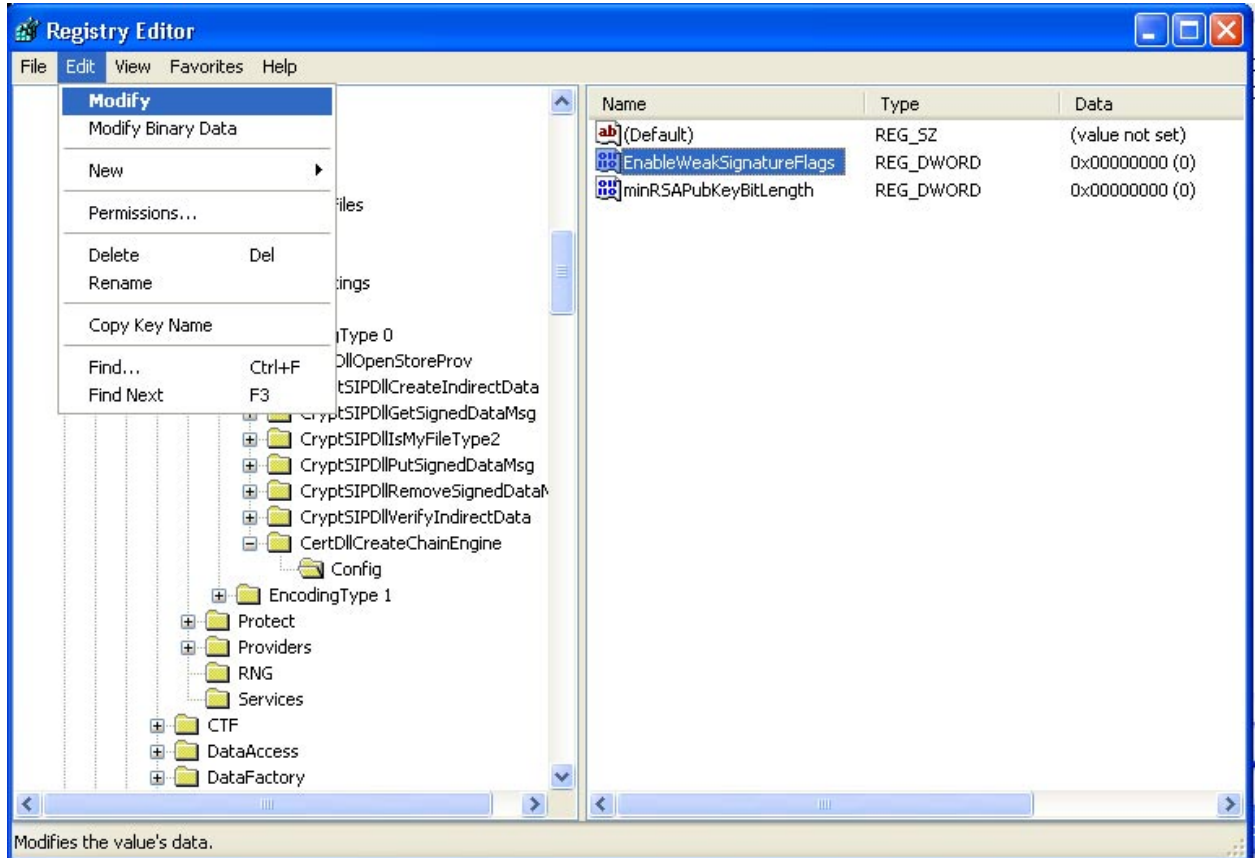 Registry Editor
File Edit View Favorites Help
Modify
Modify Binary Data
New
Permissions...
Delete Del
Rename
Copy Key Name
Find... Ctrl+F
Find Next F3
iles
ings
Type 0
DllOpenStoreProv
tSIPDllCreateIndirectData
CryptSIPDllGetSignedDataMsg
CryptSIPDllIsMyFileType2
CryptSIPDllPutSignedDataMsg
CryptSIPDllRemoveSignedDataM
CryptSIPDllVerifyIndirectData
CertDllCreateChainEngine
Config
EncodingType 1
Protect
Providers
RNG
Services
CTF
DataAccess
DataFactory
Name Type Data
ab (Default) REG_SZ (value not set)
EnableWeakSignatureFlags REG_DWORD 0x00000000 (0)
minRSAPubKeyBitLength REG_DWORD 0x00000000 (0)
Modifies the value's data.